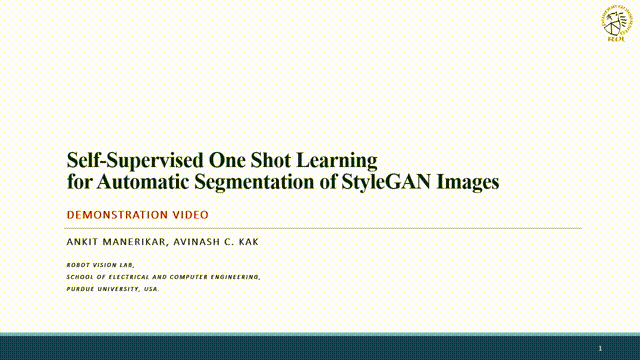 Self-Supervised One Shot Learning
for Automatic Segmentation of StyleGAN Images
DEMONSTRATION VIDEO
ANKIT MANERIKAR, AVINASH C. KAK
ROBOT VISION LAB,
SCHOOL OF ELECTRICAL AND COMPUTER ENGINEERING,
PURDUE UNIVERSITY, USA.
1